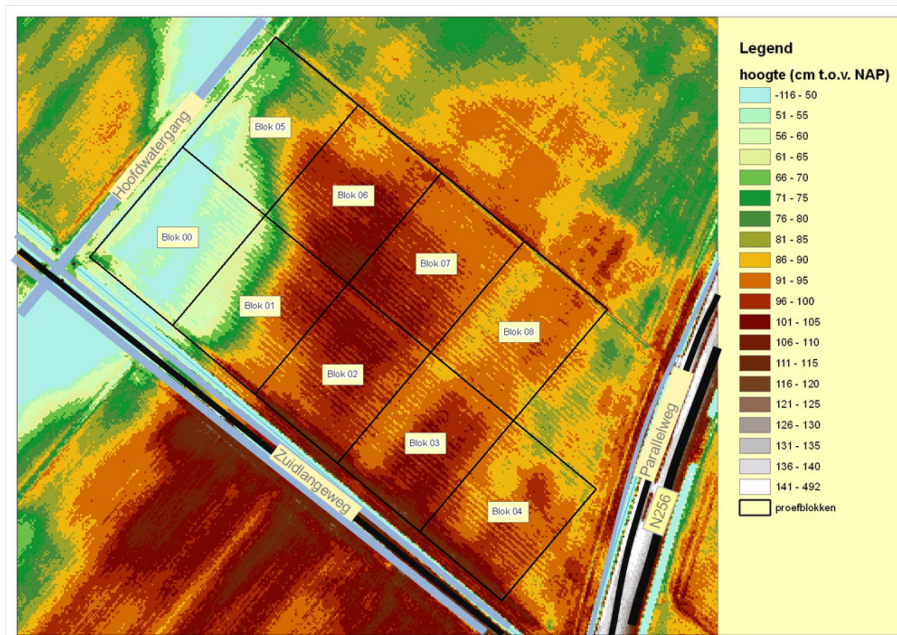 Hoofdwatergang
Blok 05
Blok 06
Blok 00
Blok 07
Blok 01
Blok 08
Blok 02
Blok 03
Blok 04
Zuidlangeweg
Parallelweg
N256
Legend
hoogte (cm t.o.v. NAP)
-116 - 50
51 - 55
56 - 60
61 - 65
66 - 70
71 - 75
76 - 80
81 - 85
86 - 90
91 - 95
96 - 100
101 - 105
106 - 110
111 - 115
116 - 120
121 - 125
126 - 130
131 - 135
136 - 140
141 - 492
proefblokken